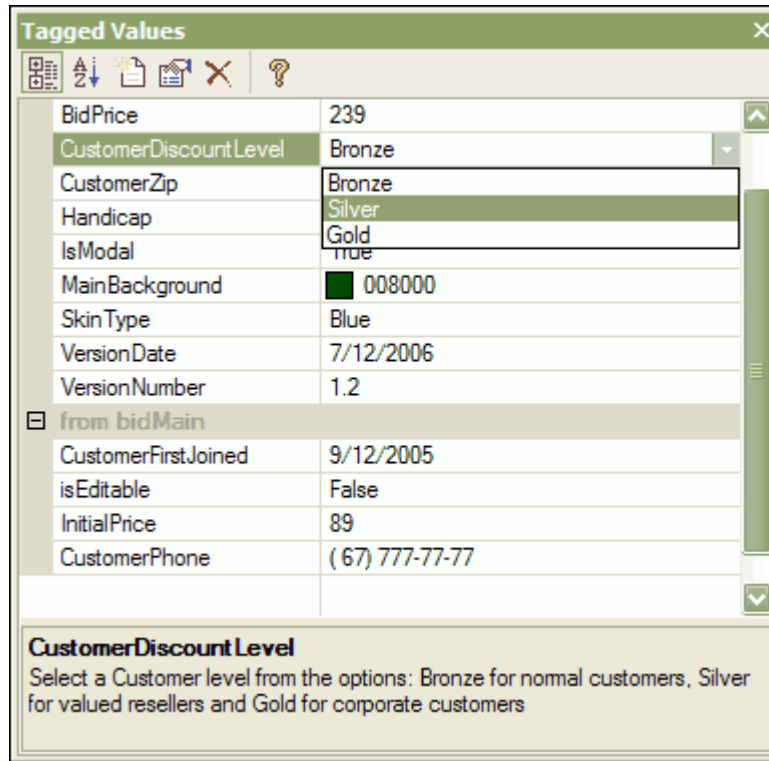 Tagged Values
BidPrice 239
CustomerDiscountLevel Bronze
CustomerZip Bronze
Handicap Silver
Gold
IsModal True
MainBackground 008000
SkinType Blue
VersionDate 7/12/2006
VersionNumber 1.2
from bidMain
CustomerFirstJoined 9/12/2005
isEditable False
InitialPrice 89
CustomerPhone ( 67) 777-77-77
CustomerDiscountLevel
Select a Customer level from the options: Bronze for normal customers, Silver
for valued resellers and Gold for corporate customers